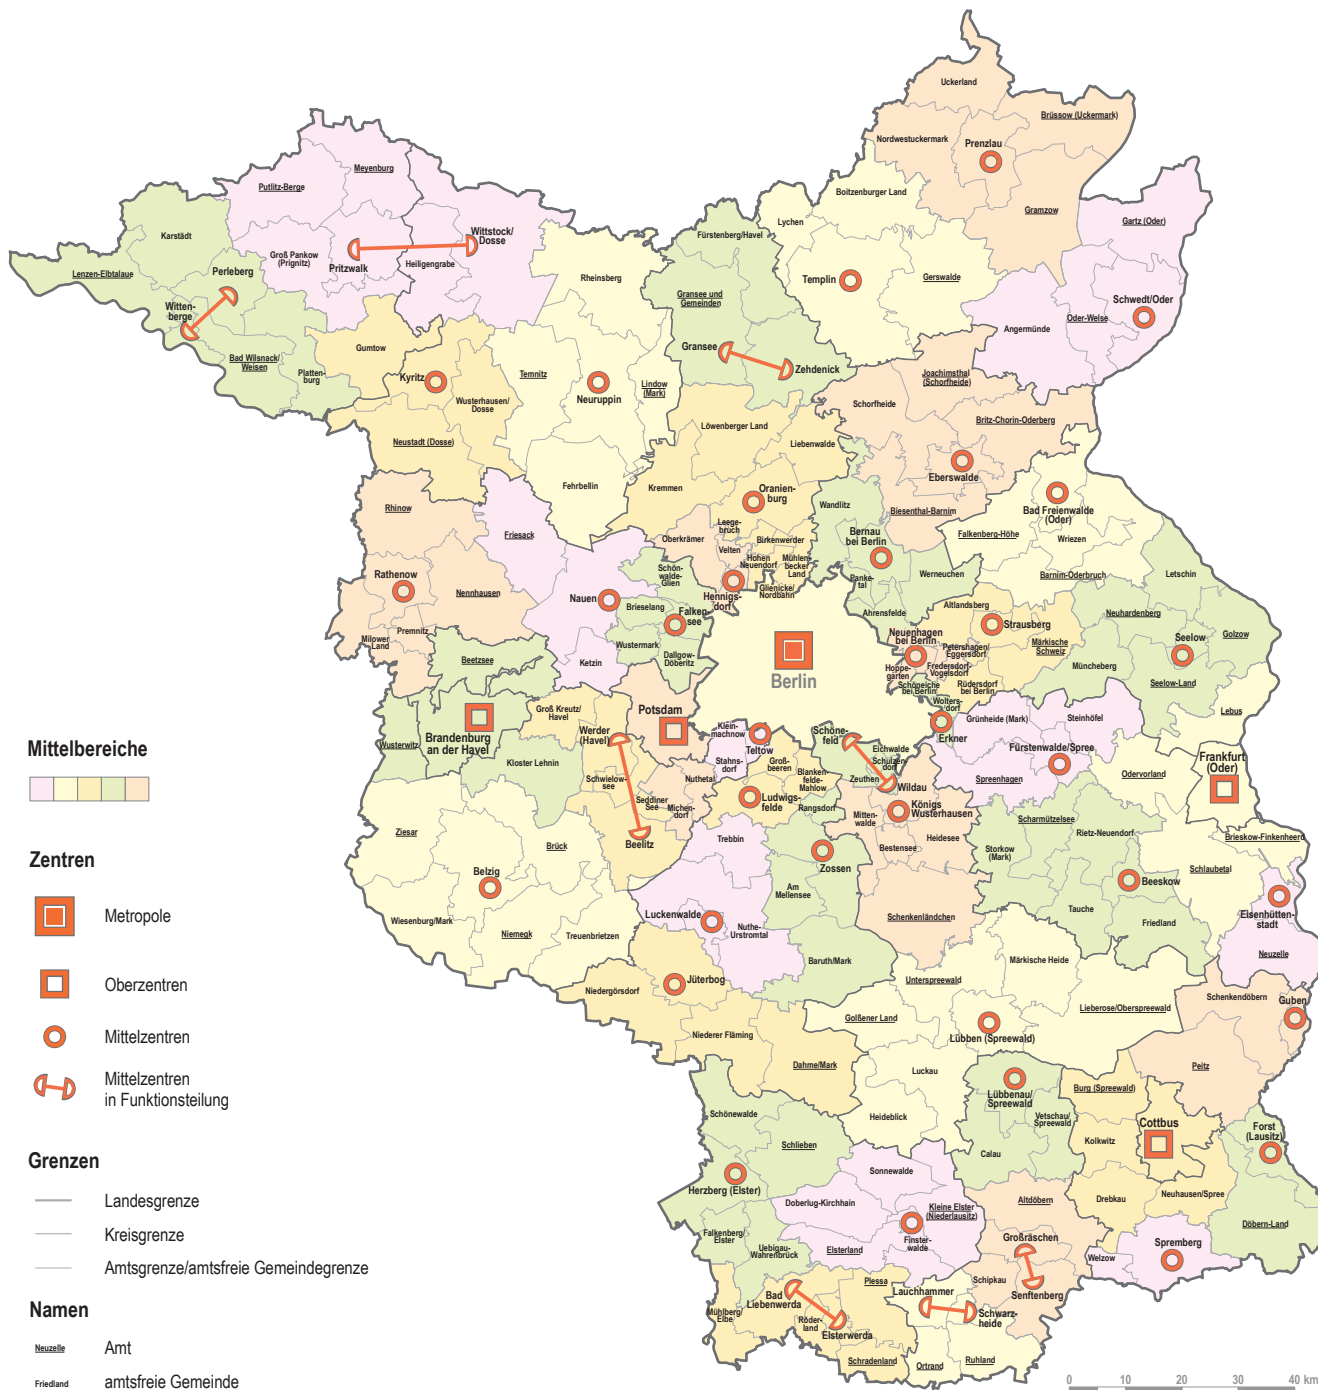 Uckerland
Brüssow (Uckermark)
Nordwestuckermark
Prenzlau
Meyenburg
Putlitz-Berge
Boitzenburger Land
Lychen
Gramzow
Gartz (Oder)
Karstädt
Wittstock/
Dosse
Fürstenberg/Havel
Groß Pankow
(Prignitz)
Pritzwalk
Heiligengrabe
Lenzen-Elbtalaue
Perleberg
Rheinsberg
Templin
Gerswalde
Gransee und
Gemeinden
Schwedt/Oder
Witten-
berge
Oder-Welse
Angermünde
Gumtow
Gransee
Zehdenick
Bad Wilsnack/
Weisen
Platten-
burg
Kyritz
Temnitz
Neuruppin
Lindow
(Mark)
Joachimsthal
(Schorfheide)
Wusterhausen/
Dosse
Schorfheide
Britz-Chorin-Oderberg
Neustadt (Dosse)
Löwenberger Land
Liebenwalde
Eberswalde
Fehrbellin
Kremmen
Oranien-
burg
Wandlitz
Bad Freienwalde
(Oder)
Rhinow
Biesenthal-Barnim
Leege-
bruch
Friesack
Oberkrämer
Birkenwerder
Bernau
bei Berlin
Falkenberg-Höhe
Wriezen
Velten
Hohen
Neuendorf
Mühlen-
becker
Land
Schön-
walde-
Glien
Panke-
tal
Werneuchen
Barnim-Oderbruch
Letschin
Rathenow
Nennhausen
Nauen
Hennigs-
dorf
Glienicke/
Nordbahn
Brieselang
Falken-
see
Ahrensfelde
Altlandsberg
Strausberg
Neuhardenberg
Golzow
Milower
Land
Premnitz
Wustermark
Dallgow-
Döberitz
Neuenhagen
bei Berlin
Petershagen/
Eggersdorf
Märkische
Schweiz
Seelow
Beetzsee
Ketzin
Berlin
Hoppe-
garten
Fredersdorf-
Vogelsdorf
Müncheberg
Schöneiche
bei Berlin
Rüdersdorf
bei Berlin
Seelow-Land
Wolters-
dorf
Lebus
Groß Kreutz/
Havel
Potsdam
Brandenburg
an der Havel
Werder
(Havel)
Klein-
machnow
Teltow
Schöne-
feld
Erkner
Grünheide (Mark)
Steinhöfel
Wusterwitz
Kloster Lehnin
Stahns-
dorf
Groß-
beeren
Eichwalde
Schulzen-
dorf
Fürstenwalde/Spree
Frankfurt
(Oder)
Schwielow-
see
Nuthetal
Blanken-
felde-
Mahlow
Zeuthen
Wildau
Spreenhagen
Odervorland
Seddiner
See
Michen-
dorf
Ludwigs-
felde
Rangsdorf
Königs
Wusterhausen
Mitten-
walde
Scharmützelsee
Ziesar
Brück
Beelitz
Trebbin
Zossen
Bestensee
Heidesee
Storkow
(Mark)
Rietz-Neuendorf
Brieskow-Finkenheerd
Schlaubetal
Belzig
Am
Mellensee
Beeskow
Wiesenburg/Mark
Niemegk
Treuenbrietzen
Luckenwalde
Nuthe-
Urstromtal
Schenkenländchen
Tauche
Friedland
Eisenhütten-
stadt
Neuzelle
Baruth/Mark
Märkische Heide
Niedergörsdorf
Jüterbog
Unterspreewald
Schenkendöbern
Golßener Land
Lieberose/Oberspreewald
Guben
Lübben (Spreewald)
Niederer Fläming
Dahme/Mark
Luckau
Peitz
Lübbenau/
Spreewald
Burg (Spreewald)
Schönewalde
Heideblick
Vetschau/
Spreewald
Kolkwitz
Cottbus
Forst
(Lausitz)
Schlieben
Calau
Sonnewalde
Herzberg (Elster)
Doberlug-Kirchhain
Kleine Elster
(Niederlausitz)
Altdöbern
Drebkau
Neuhausen/Spree
Falkenberg/
Elster
Döbern-Land
Uebigau-
Wahrenbrück
Elsterland
Finster-
walde
Großräschen
Welzow
Spremberg
Bad
Liebenwerda
Plessa
Lauchhammer
Schipkau
Senftenberg
Mühlberg
Elbe
Röder-
land
Elsterwerda
Schwarz-
heide
Schradenland
Ortrand
Ruhland
Mittelbereiche
Zentren
Metropole
Oberzentren
Mittelzentren
Mittelzentren
in Funktionsteilung
Grenzen
Landesgrenze
Kreisgrenze
Amtsgrenze/amtsfreie Gemeindegrenze
Namen
Neuzelle Amt
Friedland amtsfreie Gemeinde
0 10 20 30 40 km